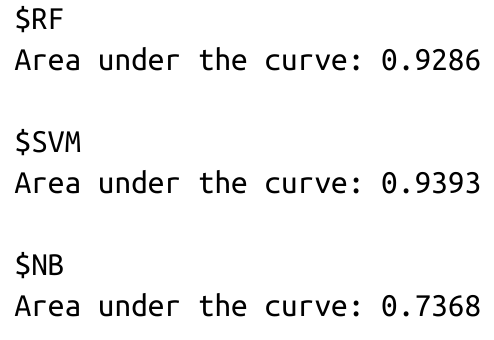 $RF
Area under the curve: 0.9286
$SVM
Area under the curve: 0.9393
$NB
Area under the curve: 0.7368